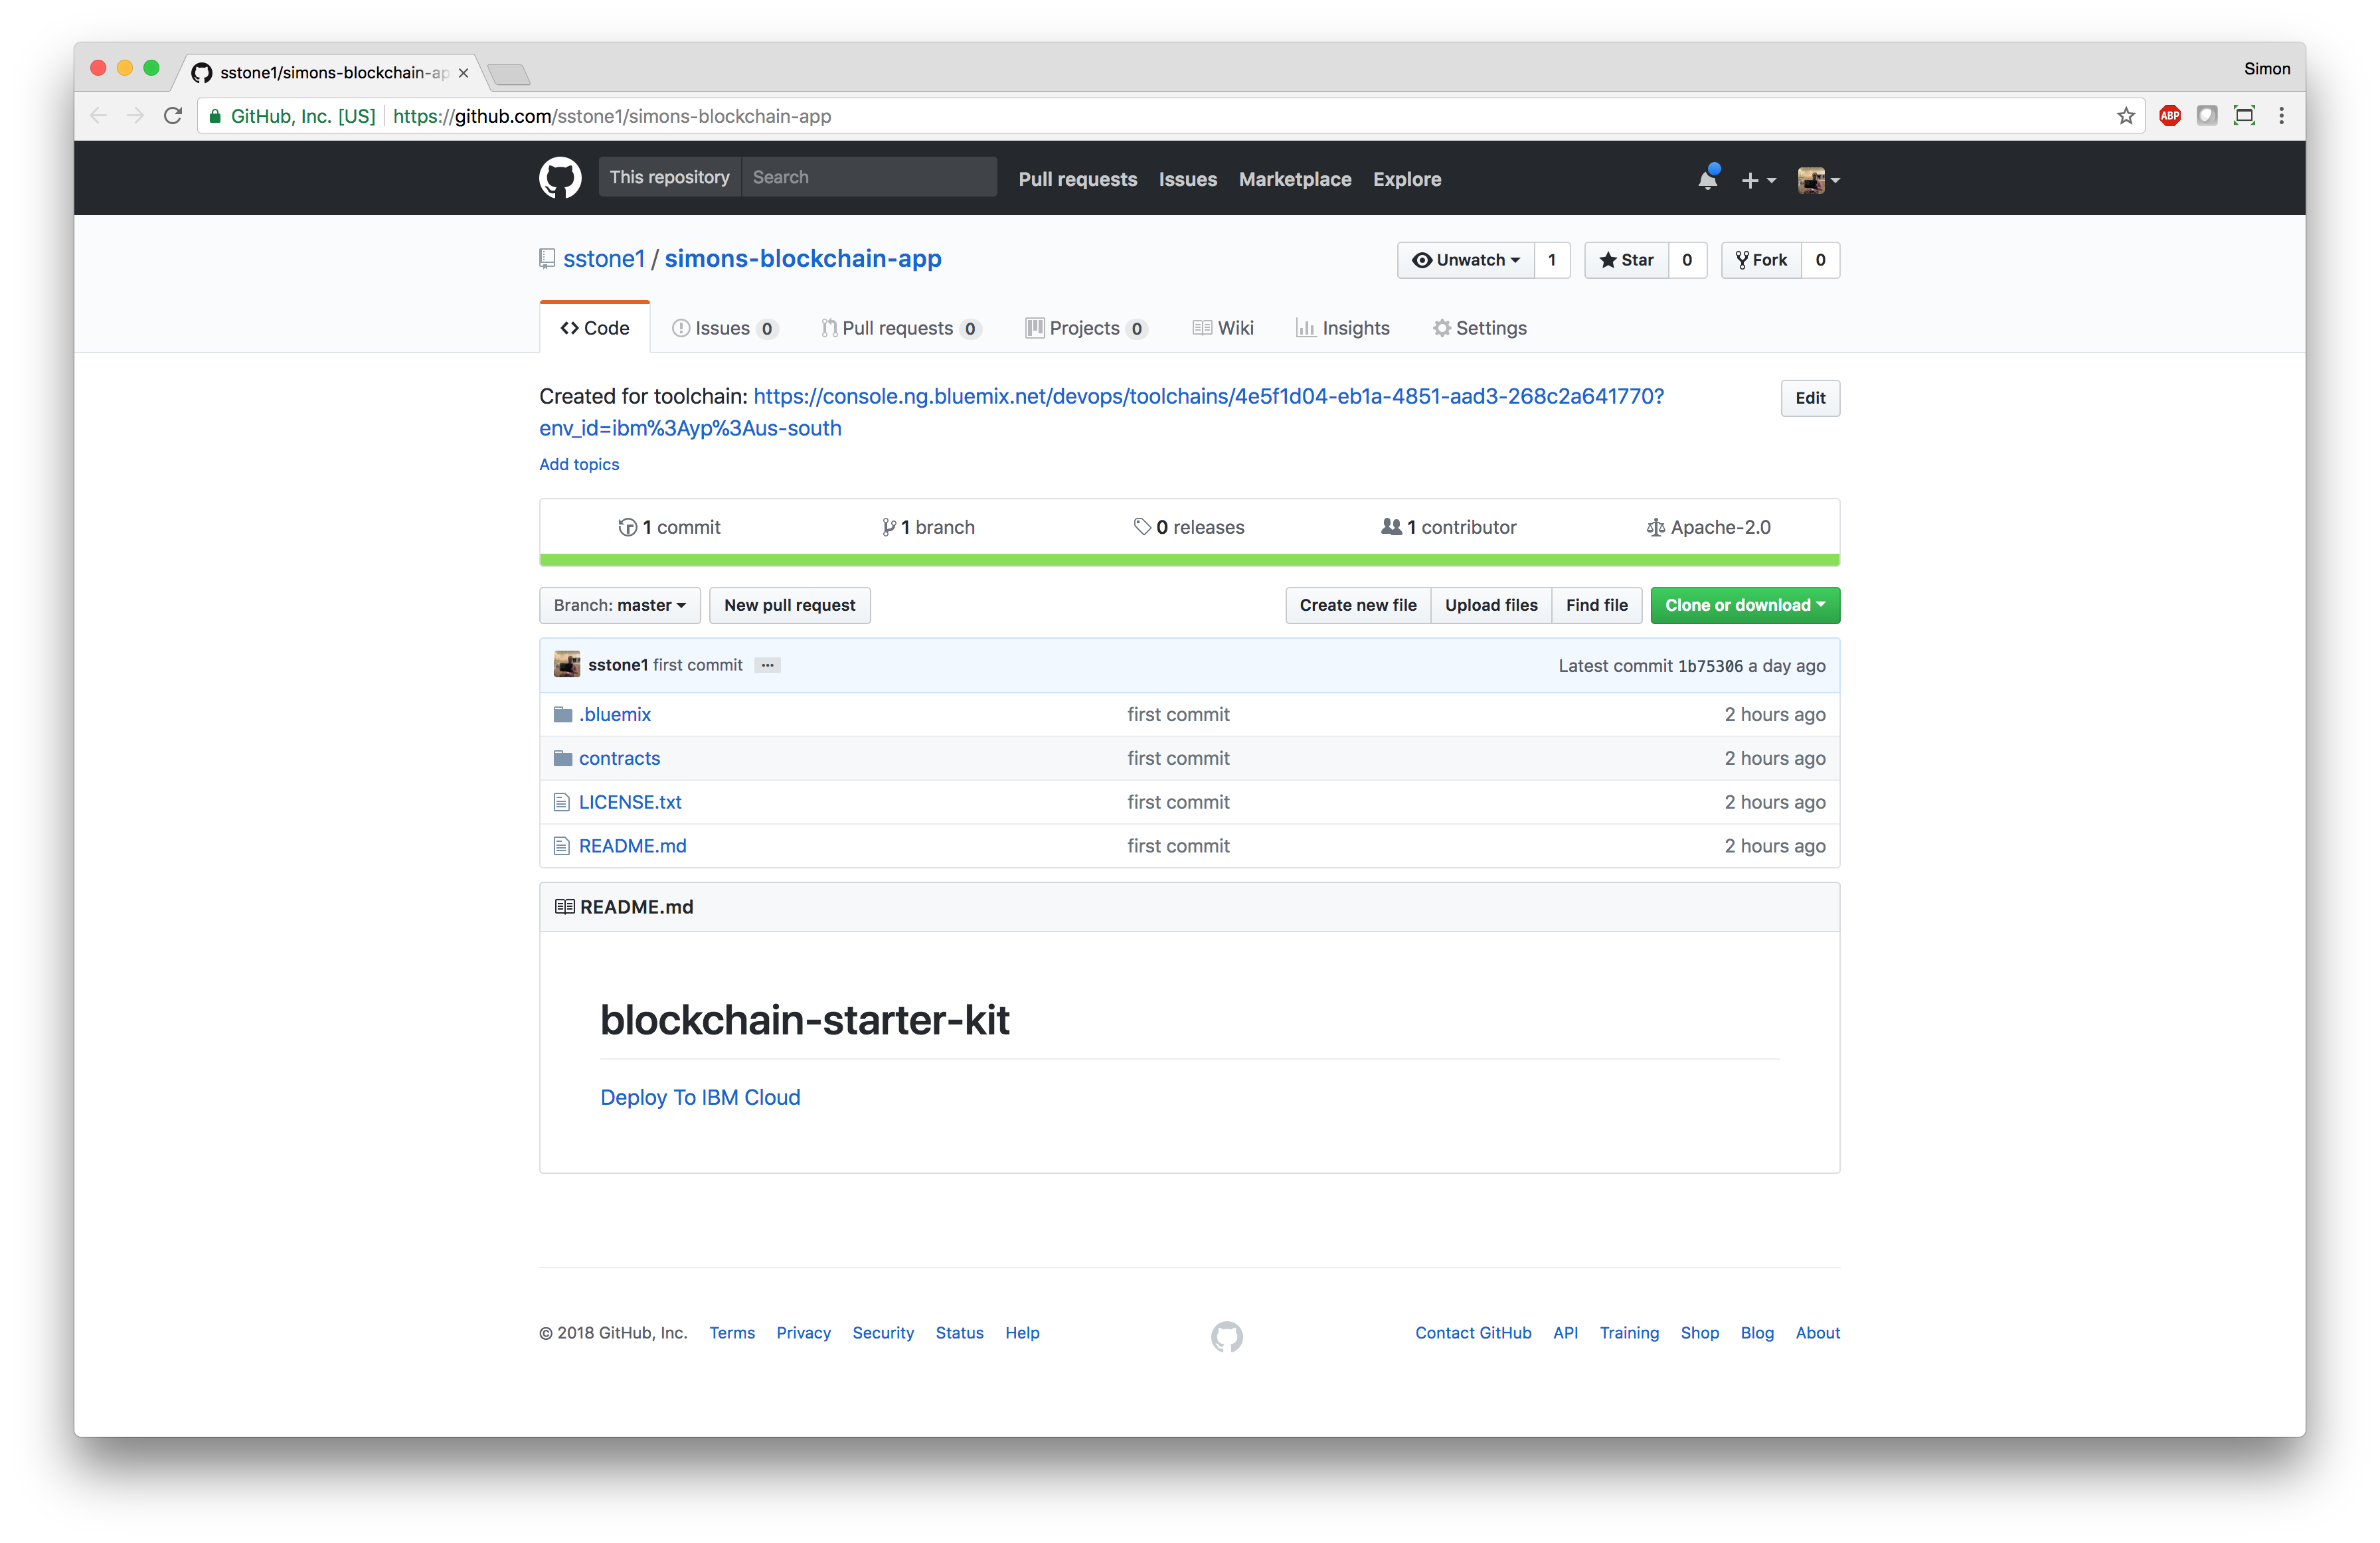 sstone1/simons-blockchain-ap
Simon
GitHub, Inc. [US] https://github.com/sstone1/simons-blockchain-app
ABP
This repository Search Pull requests Issues Marketplace Explore
sstone1 / simons-blockchain-app Unwatch 1 Star 0 Fork 0
Code Issues 0 Pull requests 0 Projects 0 Wiki Insights Settings
Created for toolchain: https://console.ng.bluemix.net/devops/toolchains/4e5f1d04-eb1a-4851-aad3-268c2a641770? Edit
env_id=ibm%3Ayp%3Aus-south
Add topics
1 commit 1 branch 0 releases 1 contributor Apache-2.0
Branch: master New pull request Create new file Upload files Find file Clone or download
sstone1 first commit ... Latest commit 1b75306 a day ago
.bluemix first commit 2 hours ago
contracts first commit 2 hours ago
LICENSE.txt first commit 2 hours ago
README.md first commit 2 hours ago
README.md
blockchain-starter-kit
Deploy To IBM Cloud
© 2018 GitHub, Inc. Terms Privacy Security Status Help Contact GitHub API Training Shop Blog About